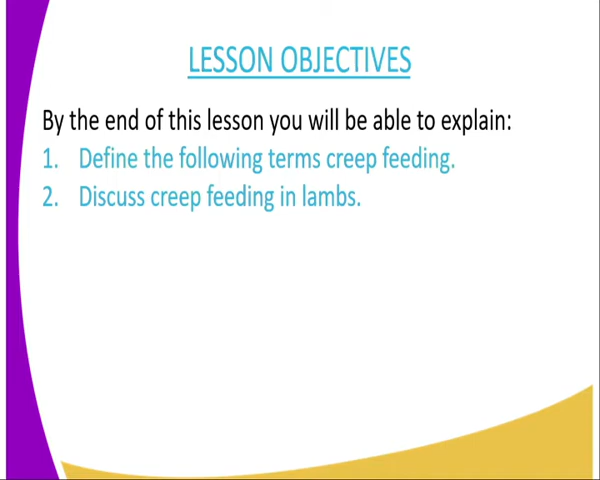 LESSON OBJECTIVES
By the end of this lesson you will be able to explain:
1. Define the following terms creep feeding.
2. Discuss creep feeding in lambs.